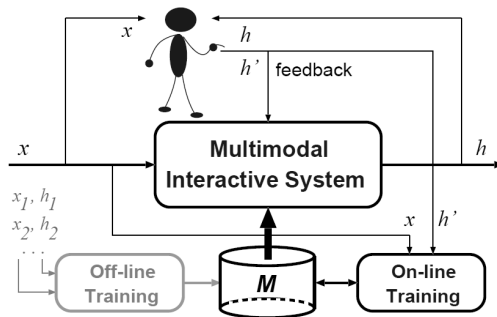 x
h
h’
feedback
x
Multimodal
Interactive System
h
x₁, h₁
x₂, h₂
. . .
x
h’
Off-line
Training
M
On-line
Training